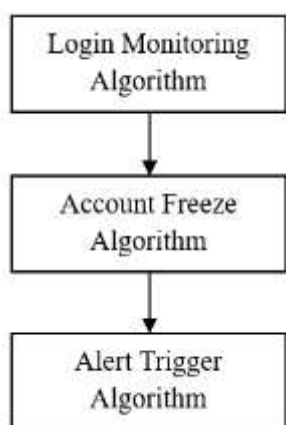 Login Monitoring
Algorithm
Account Freeze
Algorithm
Alert Trigger
Algorithm